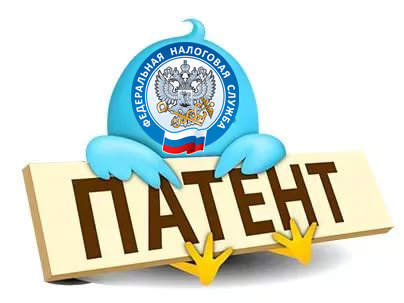 ФЕДЕРАЛЬНАЯ НАЛОГОВАЯ СЛУЖБА
ПАТЕНТ